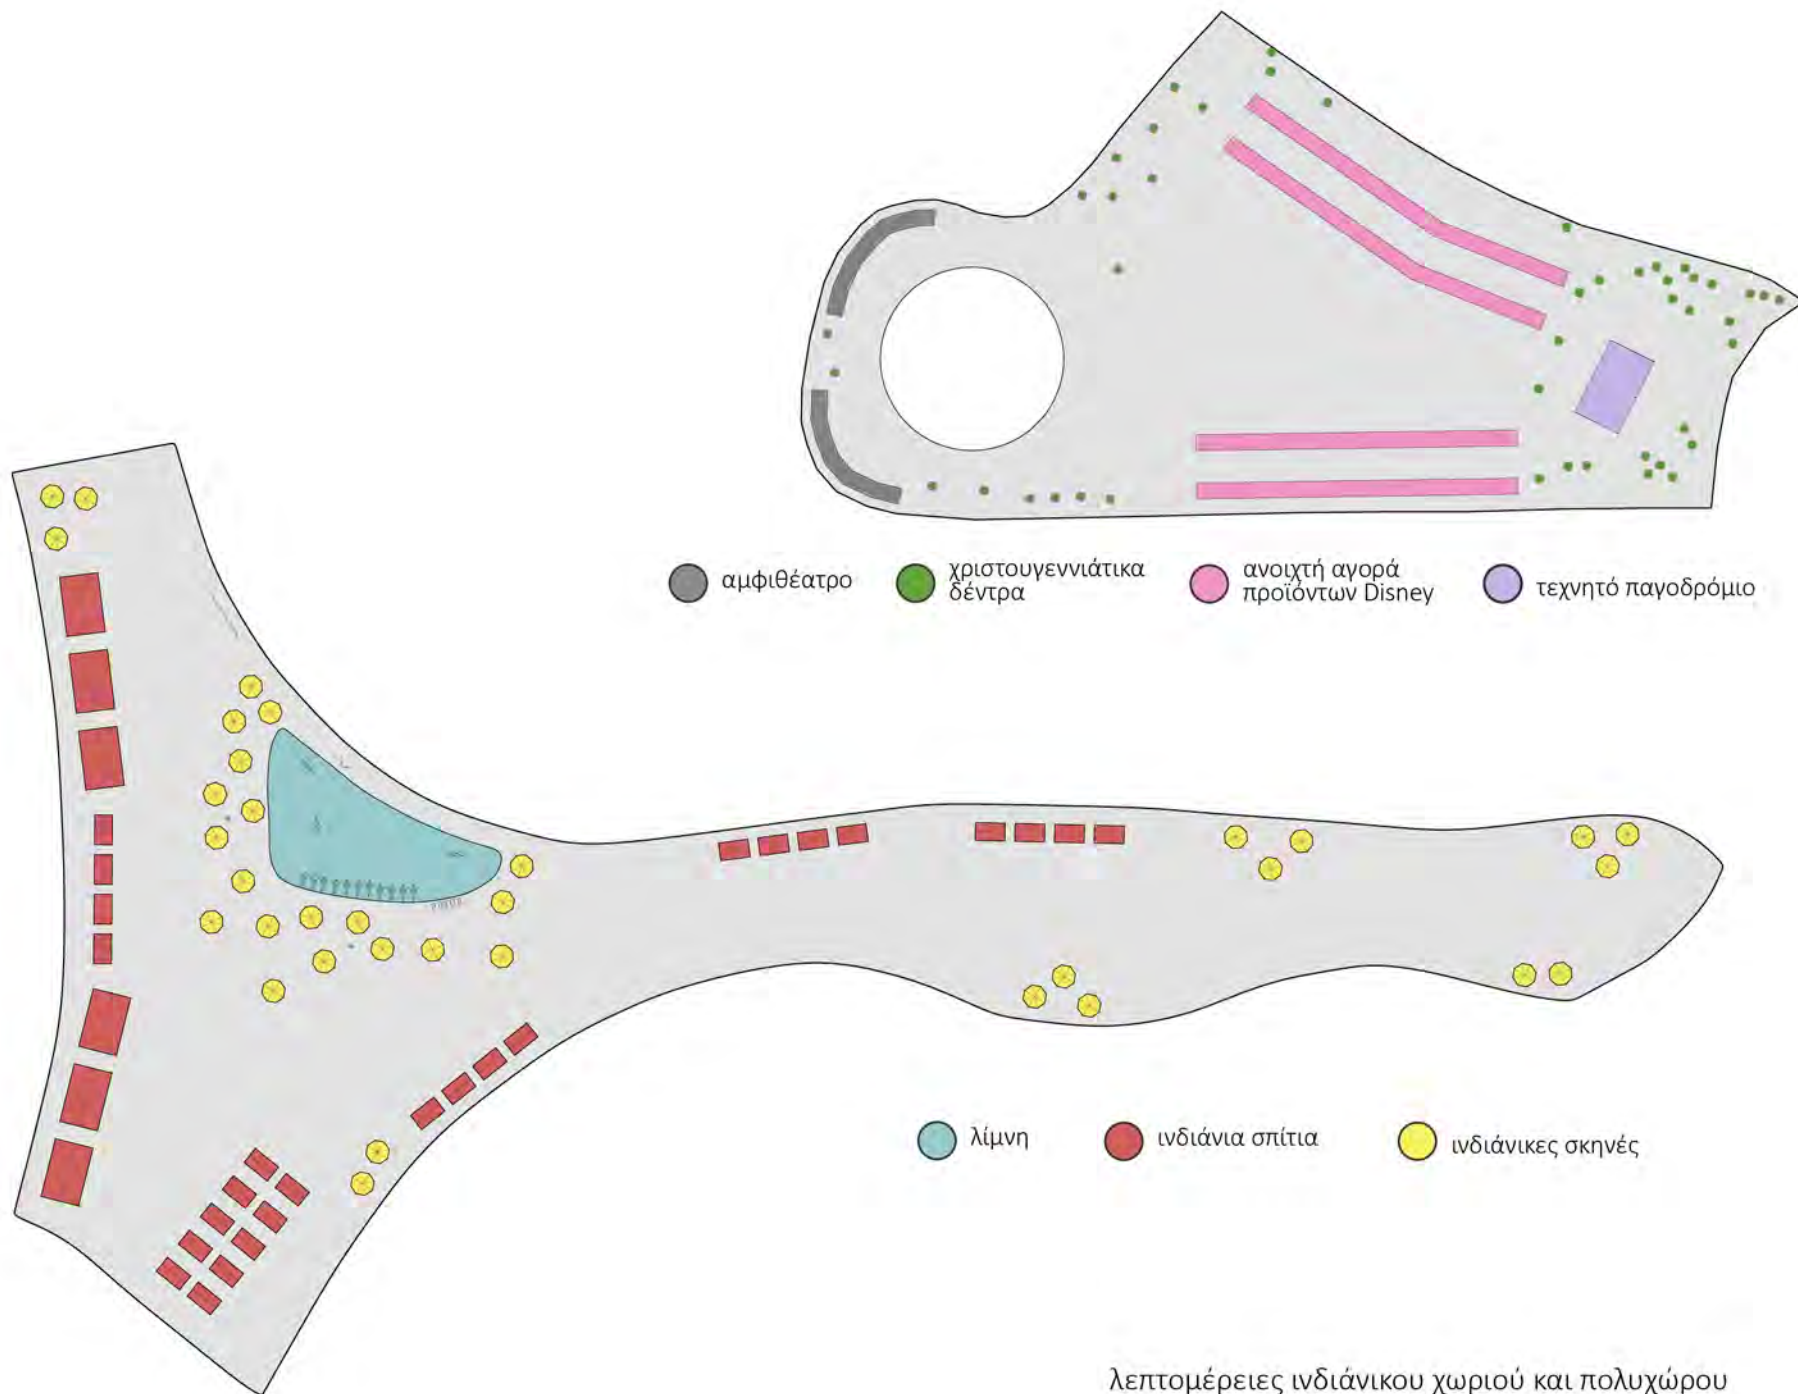 αμφιθέατρο
χριστουγεννιάτικα
δέντρα
ανοιχτή αγορά
προϊόντων Disney
τεχνητό παγοδρόμιο
λίμνη
ινδιάνια σπίτια
ινδιάνικες σκηνές
λεπτομέρειες ινδιάνικου χωριού και πολυχώρου